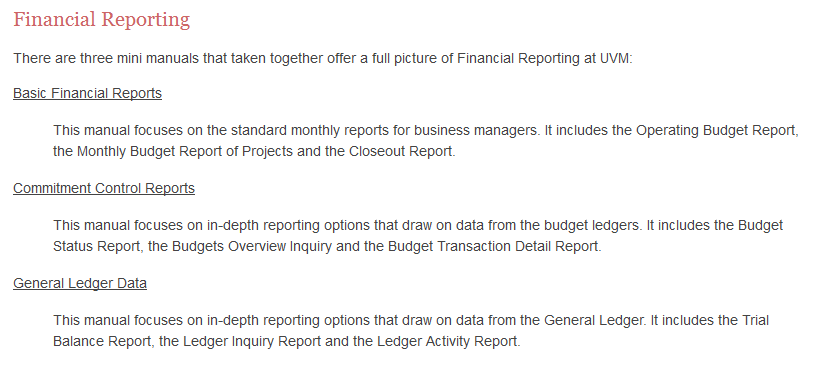 Financial Reporting
There are three mini manuals that taken together offer a full picture of Financial Reporting at UVM:
Basic Financial Reports
This manual focuses on the standard monthly reports for business managers. It includes the Operating Budget Report,
the Monthly Budget Report of Projects and the Closeout Report.
Commitment Control Reports
This manual focuses on in-depth reporting options that draw on data from the budget ledgers. It includes the Budget
Status Report, the Budgets Overview Inquiry and the Budget Transaction Detail Report.
General Ledger Data
This manual focuses on in-depth reporting options that draw on data from the General Ledger. It includes the Trial
Balance Report, the Ledger Inquiry Report and the Ledger Activity Report.